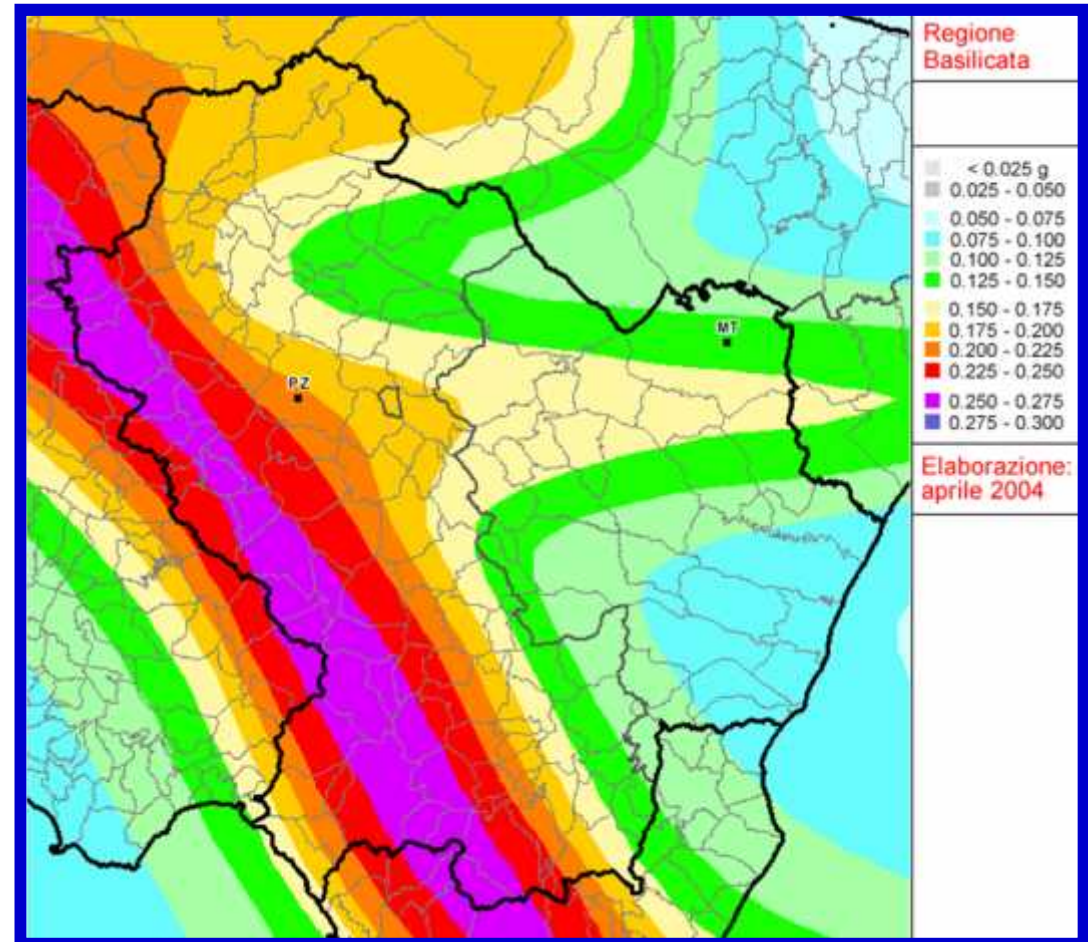 Regione
Basilicata
< 0.025 g
0.025 - 0.050
0.050 - 0.075
0.075 - 0.100
0.100 - 0.125
0.125 - 0.150
0.150 - 0.175
0.175 - 0.200
0.200 - 0.225
0.225 - 0.250
0.250 - 0.275
0.275 - 0.300
Elaborazione:
aprile 2004
MT
PZ